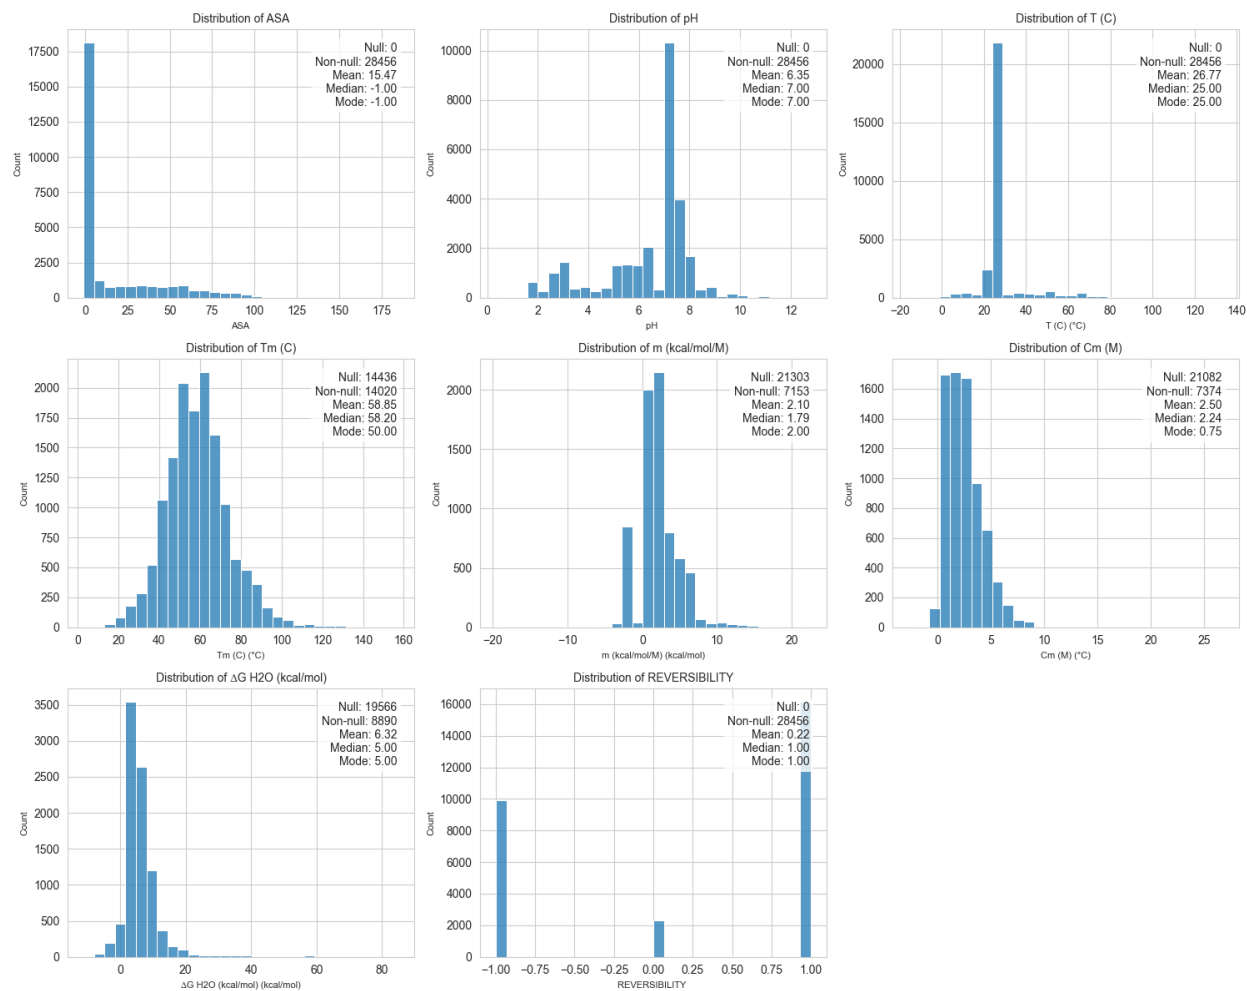 Distribution of ASA
Null: 0
Non-null: 28456
Mean: 15.47
Median: -1.00
Mode: -1.00
17500
15000
12500
10000
7500
5000
2500
0
Count
0 25 50 75 100 125 150 175
ASA
Distribution of pH
Null: 0
Non-null: 28456
Mean: 6.35
Median: 7.00
Mode: 7.00
10000
8000
6000
4000
2000
0
Count
0 2 4 6 8 10 12
pH
Distribution of T (C)
Null: 0
Non-null: 28456
Mean: 26.77
Median: 25.00
Mode: 25.00
20000
15000
10000
5000
0
Count
−20 0 20 40 60 80 100 120 140
T (C) (°C)
Distribution of Tm (C)
Null: 14436
Non-null: 14020
Mean: 58.85
Median: 58.20
Mode: 50.00
2000
1750
1500
1250
1000
750
500
250
0
Count
0 20 40 60 80 100 120 140 160
Tm (C) (°C)
Distribution of m (kcal/mol/M)
Null: 21303
Non-null: 7153
Mean: 2.10
Median: 1.79
Mode: 2.00
2000
1500
1000
500
0
Count
−20 −10 0 10 20
m (kcal/mol/M) (kcal/mol)
Distribution of Cm (M)
Null: 21082
Non-null: 7374
Mean: 2.50
Median: 2.24
Mode: 0.75
1600
1400
1200
1000
800
600
400
200
0
Count
0 5 10 15 20 25
Cm (M) (°C)
Distribution of ΔG H2O (kcal/mol)
Null: 19566
Non-null: 8890
Mean: 6.32
Median: 5.00
Mode: 5.00
3500
3000
2500
2000
1500
1000
500
0
Count
0 20 40 60 80
ΔG H2O (kcal/mol) (kcal/mol)
Distribution of REVERSIBILITY
Null: 0
Non-null: 28456
Mean: 0.22
Median: 1.00
Mode: 1.00
16000
14000
12000
10000
8000
6000
4000
2000
0
Count
−1.00 −0.75 −0.50 −0.25 0.00 0.25 0.50 0.75 1.00
REVERSIBILITY